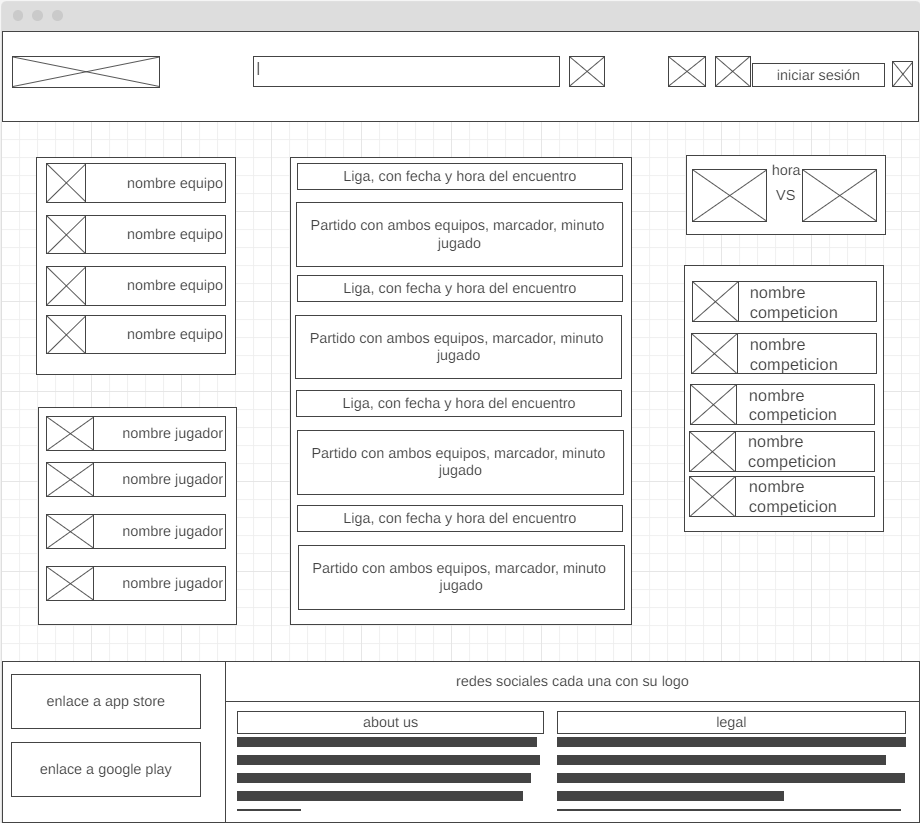 iniciar sesión
nombre equipo
nombre equipo
nombre equipo
nombre equipo
nombre jugador
nombre jugador
nombre jugador
nombre jugador
Liga, con fecha y hora del encuentro
Partido con ambos equipos, marcador, minuto
jugado
Liga, con fecha y hora del encuentro
Partido con ambos equipos, marcador, minuto
jugado
Liga, con fecha y hora del encuentro
Partido con ambos equipos, marcador, minuto
jugado
Liga, con fecha y hora del encuentro
Partido con ambos equipos, marcador, minuto
jugado
hora
VS
nombre
competicion
nombre
competicion
nombre
competicion
nombre
competicion
nombre
competicion
enlace a app store
enlace a google play
redes sociales cada una con su logo
about us
legal